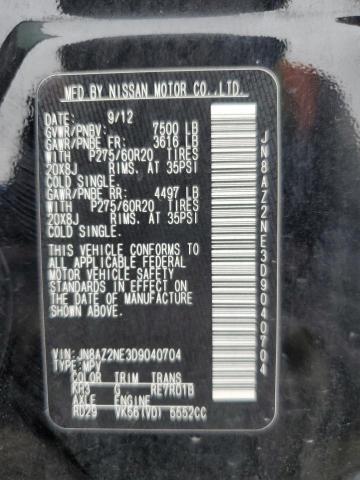 MFD BY NISSAN MOTOR CO.,LTD.
DATE: 9/12
GVWR/PNBV: 7500 LB
GAWR/PNBE FR: 3616 LB
WITH P275/60R20 TIRES
20X8J RIMS. AT 35PSI
COLD SINGLE.
GAWR/PNBE RR: 4497 LB
WITH P275/60R20 TIRES
20X8J RIMS. AT 35PSI
COLD SINGLE.
THIS VEHICLE CONFORMS TO
ALL APPLICABLE FEDERAL
MOTOR VEHICLE SAFETY
STANDARDS IN EFFECT ON
THE DATE OF MANUFACTURE
SHOWN ABOVE.
VIN:JN8AZ2NE3D9040704
TYPE:MPV
COLOR TRIM TRANS
KH3 G RE7R01B
AXLE ENGINE
RD29 VK56(VD) 5552CC
JN8AZ2NE3D9040704